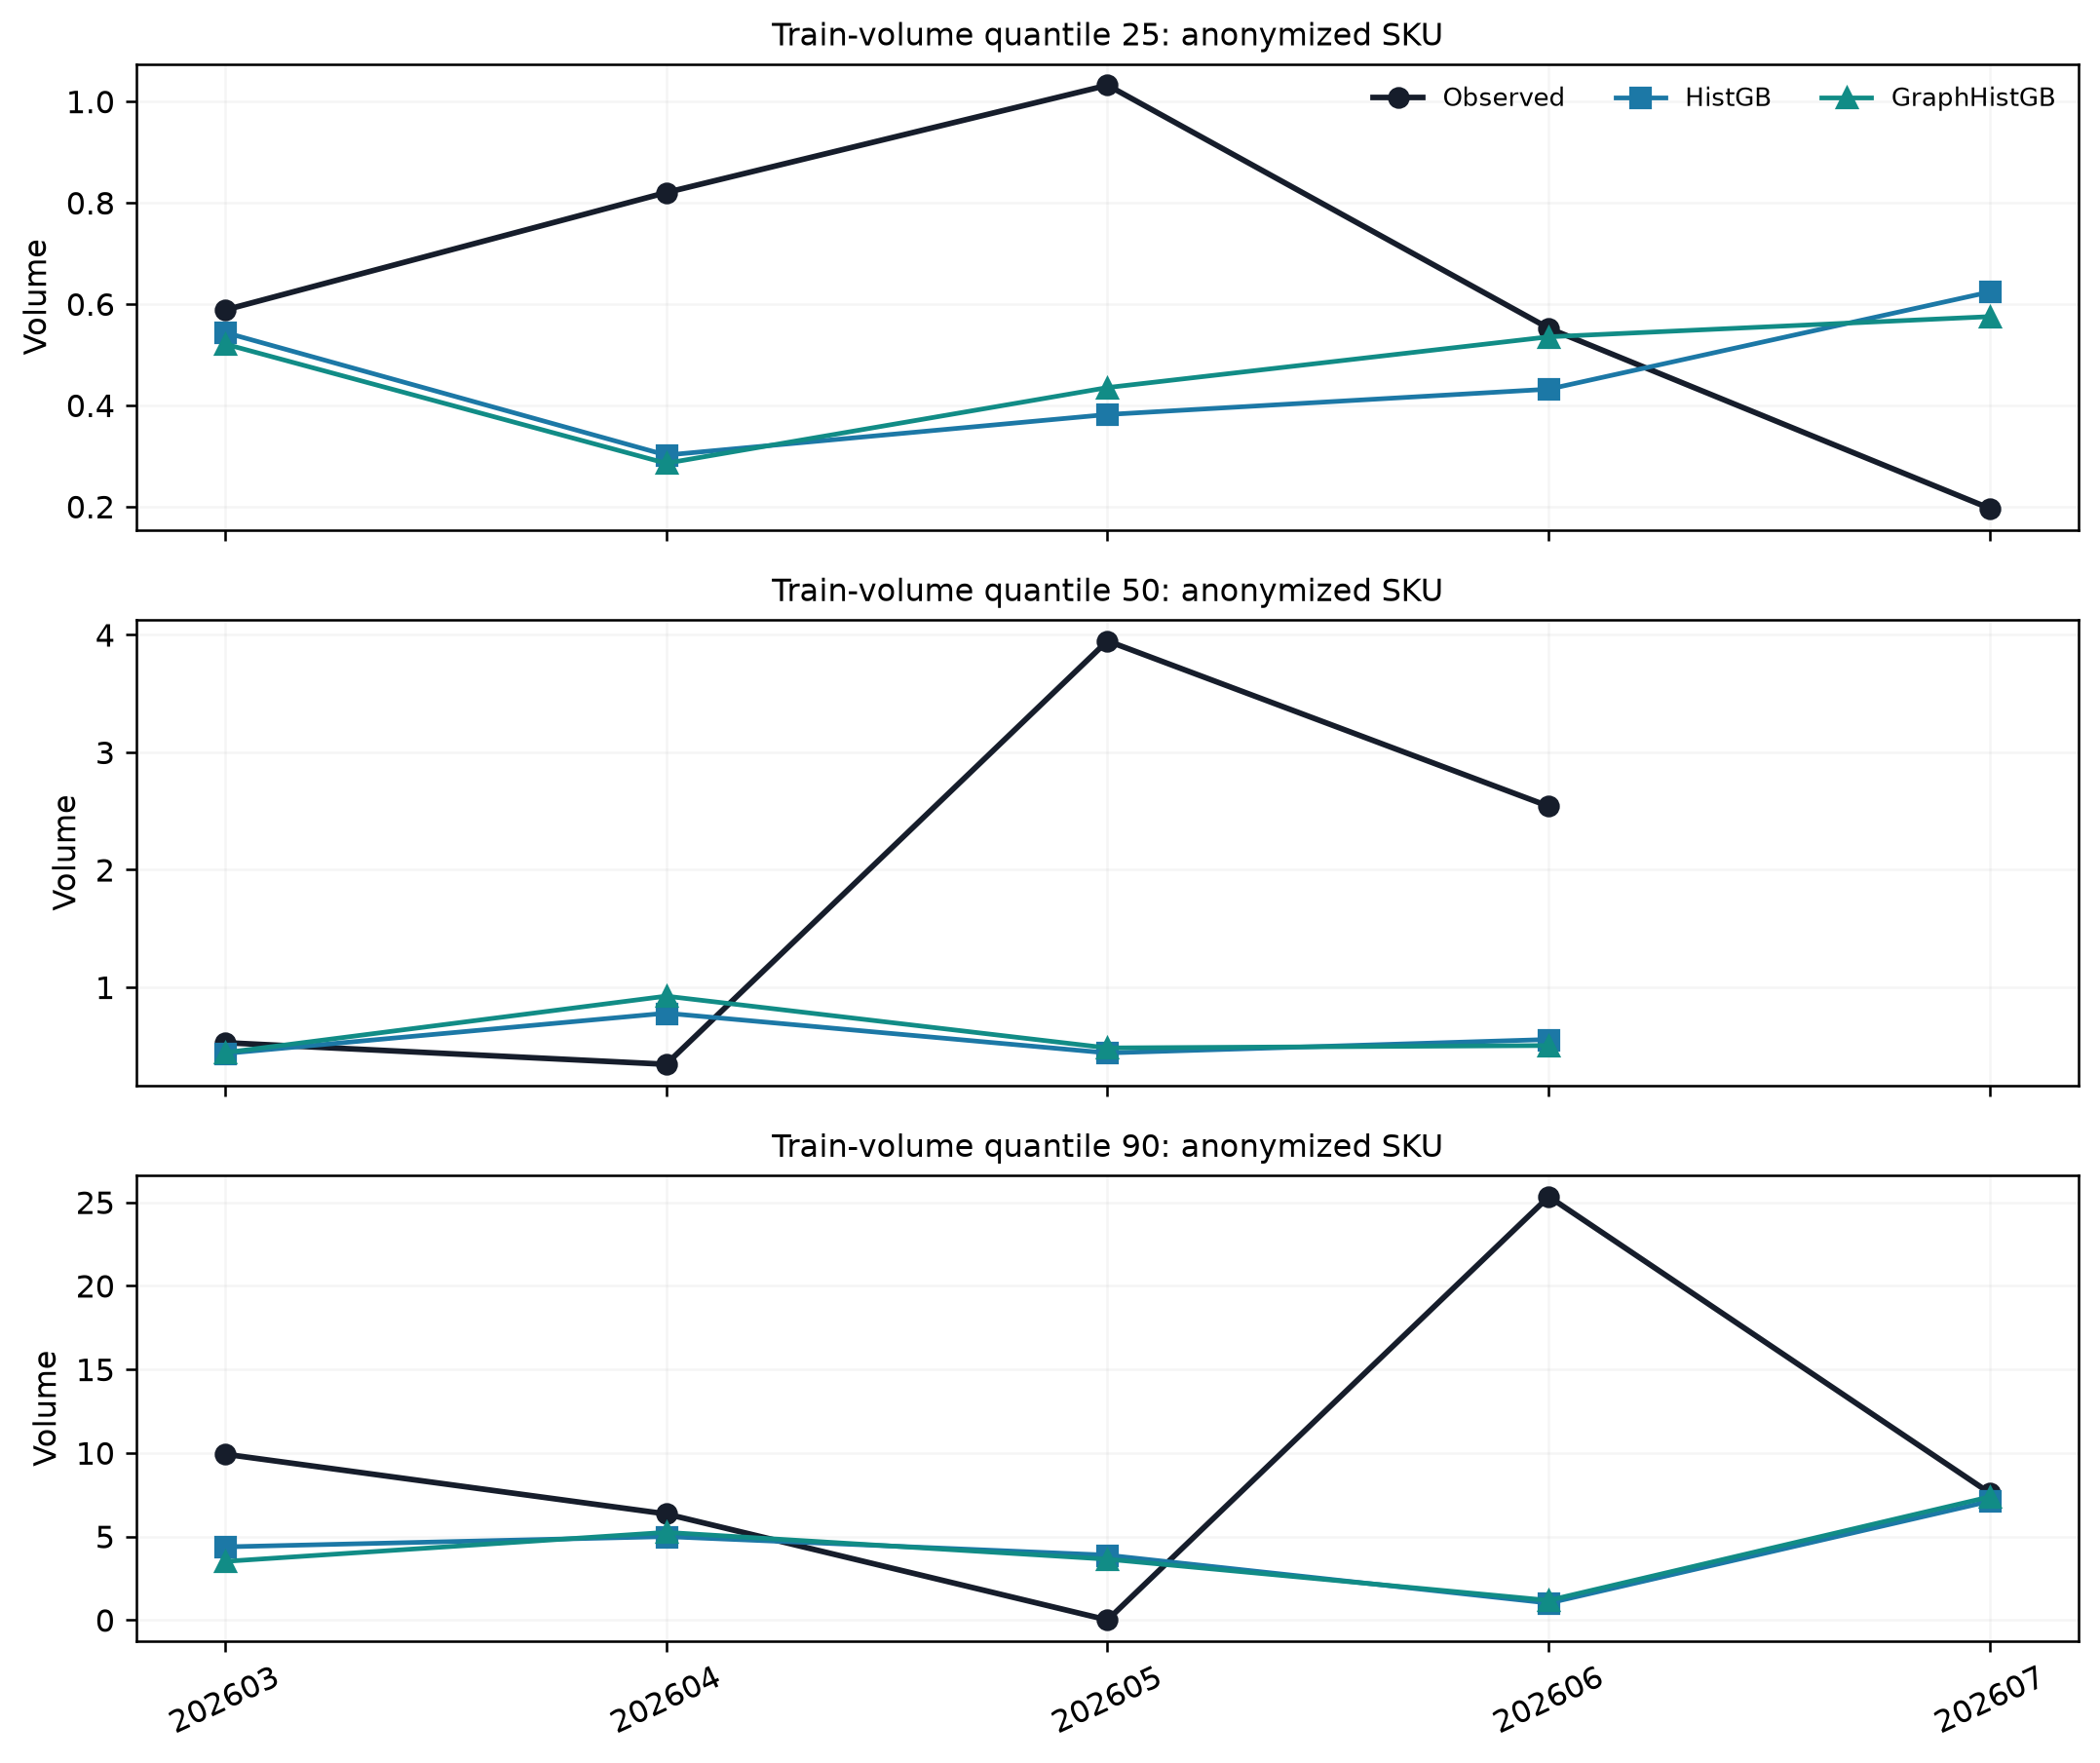 Train-volume quantile 25: anonymized SKU
Observed HistGB GraphHistGB
Volume
1.0
0.8
0.6
0.4
0.2
Train-volume quantile 50: anonymized SKU
Volume
4
3
2
1
Train-volume quantile 90: anonymized SKU
Volume
25
20
15
10
5
0
202603 202604 202605 202606 202607